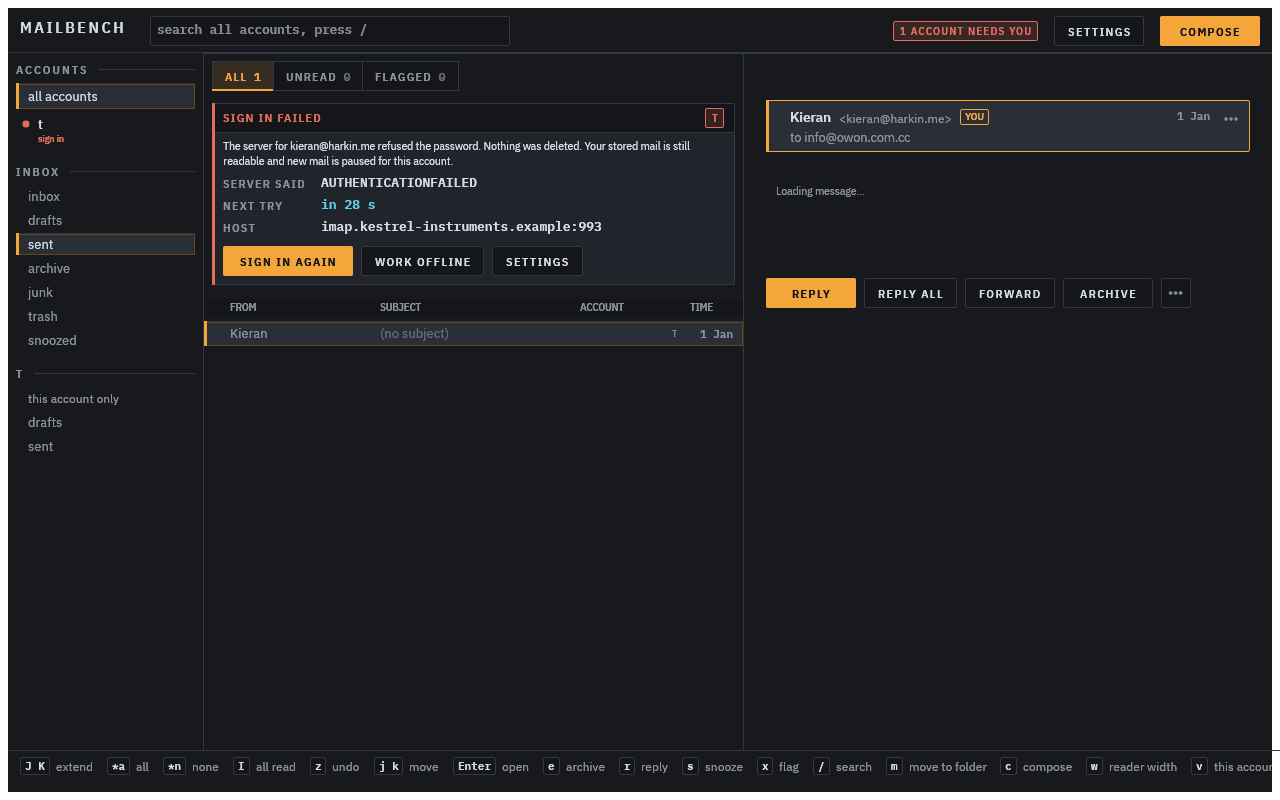 MAILBENCH
search all accounts, press /
1 ACCOUNT NEEDS YOU
SETTINGS
COMPOSE
ACCOUNTS
all accounts
t
sign in
INBOX
inbox
drafts
sent
archive
junk
trash
snoozed
T
this account only
drafts
sent
ALL 1
UNREAD 0
FLAGGED 0
SIGN IN FAILED
T
The server for kieran@harkin.me refused the password. Nothing was deleted. Your stored mail is still
readable and new mail is paused for this account.
SERVER SAID AUTHENTICATIONFAILED
NEXT TRY in 28 s
HOST imap.kestrel-instruments.example:993
SIGN IN AGAIN
WORK OFFLINE
SETTINGS
FROM SUBJECT ACCOUNT TIME
Kieran (no subject) T 1 Jan
Kieran <kieran@harkin.me> YOU 1 Jan •••
to info@owon.com.cc
Loading message...
REPLY
REPLY ALL
FORWARD
ARCHIVE
•••
J K extend *a all *n none I all read z undo j k move Enter open e archive r reply s snooze x flag / search m move to folder c compose w reader width v this accour